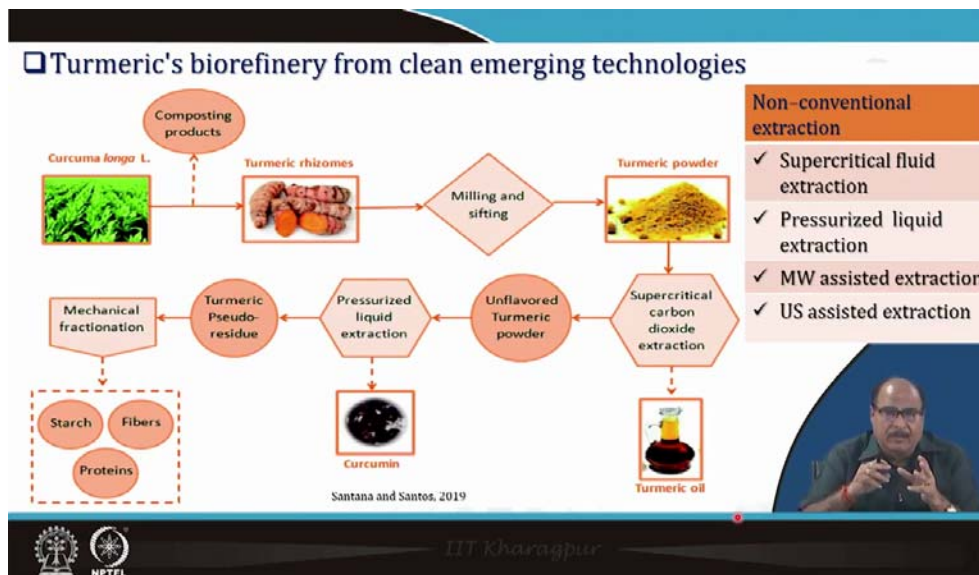 ❑Turmeric's biorefinery from clean emerging technologies
Composting
products
Curcuma longa L.
Turmeric rhizomes
Milling and
sifting
Turmeric powder
Mechanical
fractionation
Turmeric
Pseudo-
residue
Pressurized
liquid
extraction
Unflavored
Turmeric
powder
Supercritical
carbon
dioxide
extraction
Starch
Fibers
Proteins
Curcumin
Turmeric oil
Santana and Santos, 2019
Non–conventional
extraction
✓ Supercritical fluid
extraction
✓ Pressurized liquid
extraction
✓ MW assisted extraction
✓ US assisted extraction
NPTEL
IIT Kharagpur